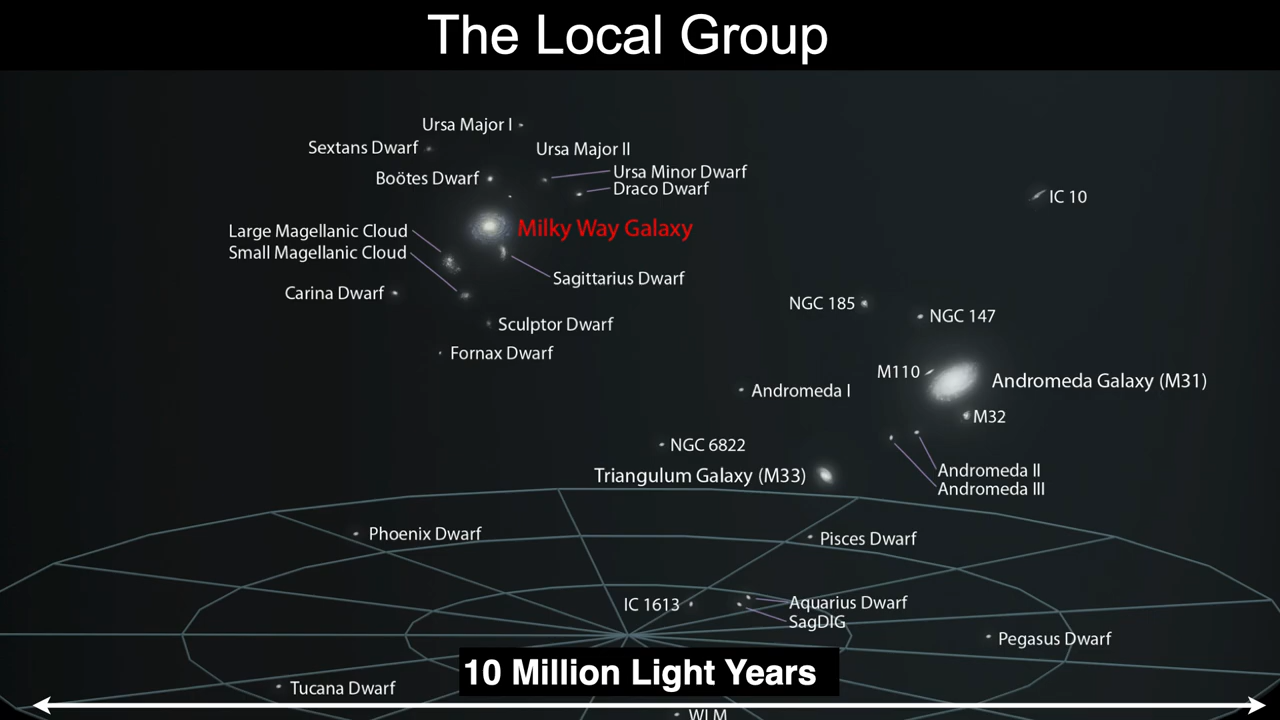 The Local Group
Ursa Major I
Sextans Dwarf
Ursa Major II
Ursa Minor Dwarf
Boötes Dwarf
Draco Dwarf
IC 10
Milky Way Galaxy
Large Magellanic Cloud
Small Magellanic Cloud
Sagittarius Dwarf
Carina Dwarf
NGC 185
NGC 147
Sculptor Dwarf
Fornax Dwarf
M110
Andromeda Galaxy (M31)
Andromeda I
M32
NGC 6822
Andromeda II
Triangulum Galaxy (M33)
Andromeda III
Phoenix Dwarf
Pisces Dwarf
IC 1613
Aquarius Dwarf
SagDIG
Pegasus Dwarf
10 Million Light Years
Tucana Dwarf
WLM